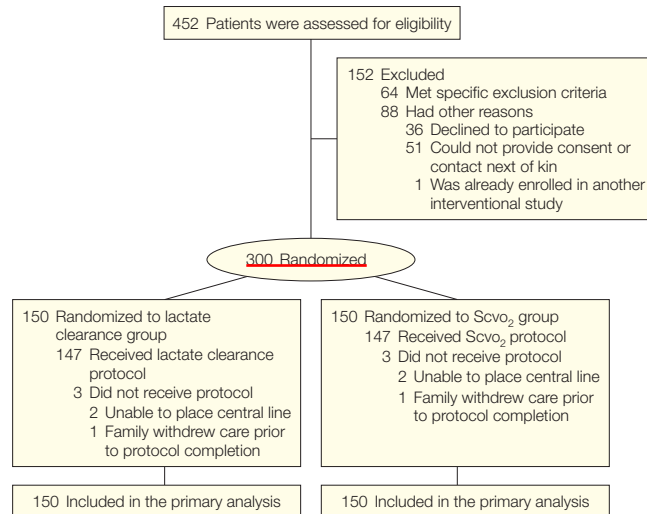 452 Patients were assessed for eligibility
152 Excluded
64 Met specific exclusion criteria
88 Had other reasons
36 Declined to participate
51 Could not provide consent or
contact next of kin
1 Was already enrolled in another
interventional study
300 Randomized
150 Randomized to lactate
clearance group
147 Received lactate clearance
protocol
3 Did not receive protocol
2 Unable to place central line
1 Family withdrew care prior
to protocol completion
150 Randomized to Scvo₂ group
147 Received Scvo₂ protocol
3 Did not receive protocol
2 Unable to place central line
1 Family withdrew care prior
to protocol completion
150 Included in the primary analysis
150 Included in the primary analysis